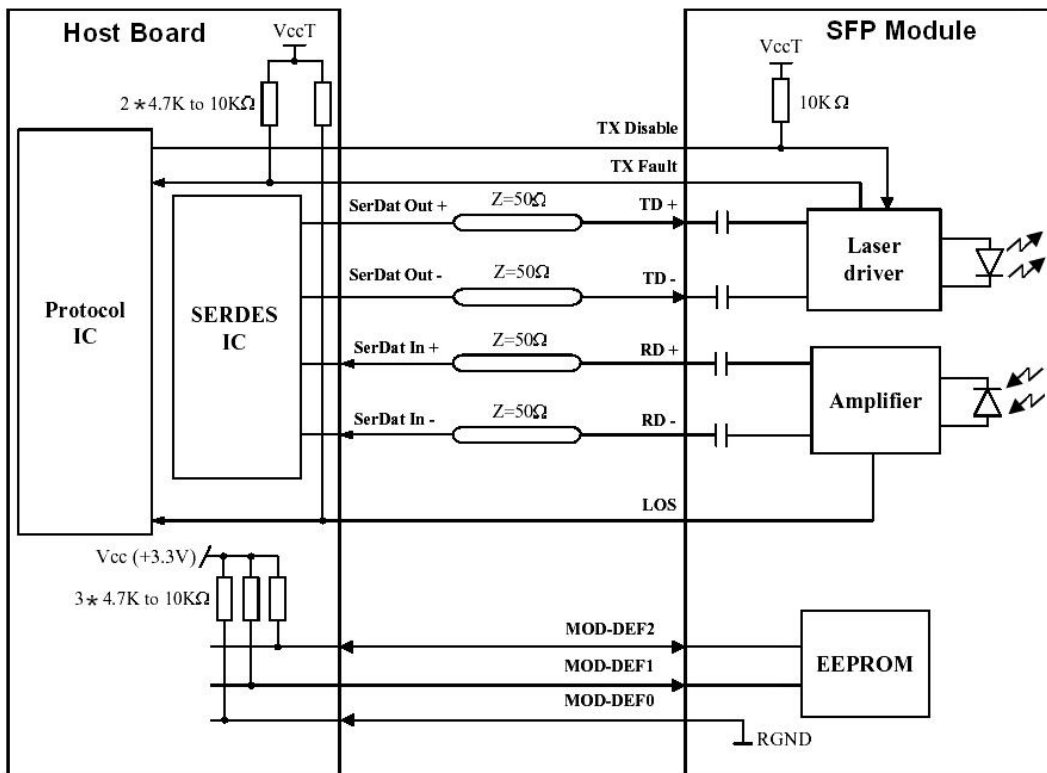 Host Board
SFP Module
VccT
VccT
2*4.7K to 10KΩ
10K Ω
TX Disable
TX Fault
Protocol
IC
SERDES
IC
SerDat Out +
Z=50Ω
TD +
SerDat Out -
Z=50Ω
TD -
Laser
driver
SerDat In +
Z=50Ω
RD +
SerDat In -
Z=50Ω
RD -
Amplifier
LOS
Vcc (+3.3V)
3*4.7K to 10KΩ
MOD-DEF2
MOD-DEF1
MOD-DEF0
EEPROM
RGND